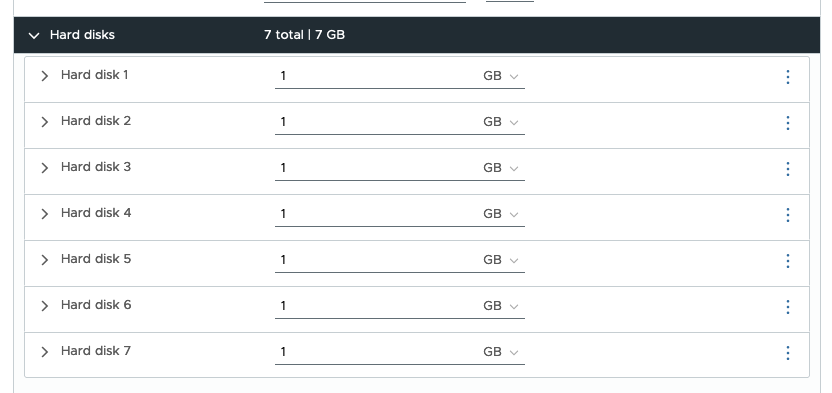 Hard disks 7 total | 7 GB
Hard disk 1 1 GB
Hard disk 2 1 GB
Hard disk 3 1 GB
Hard disk 4 1 GB
Hard disk 5 1 GB
Hard disk 6 1 GB
Hard disk 7 1 GB